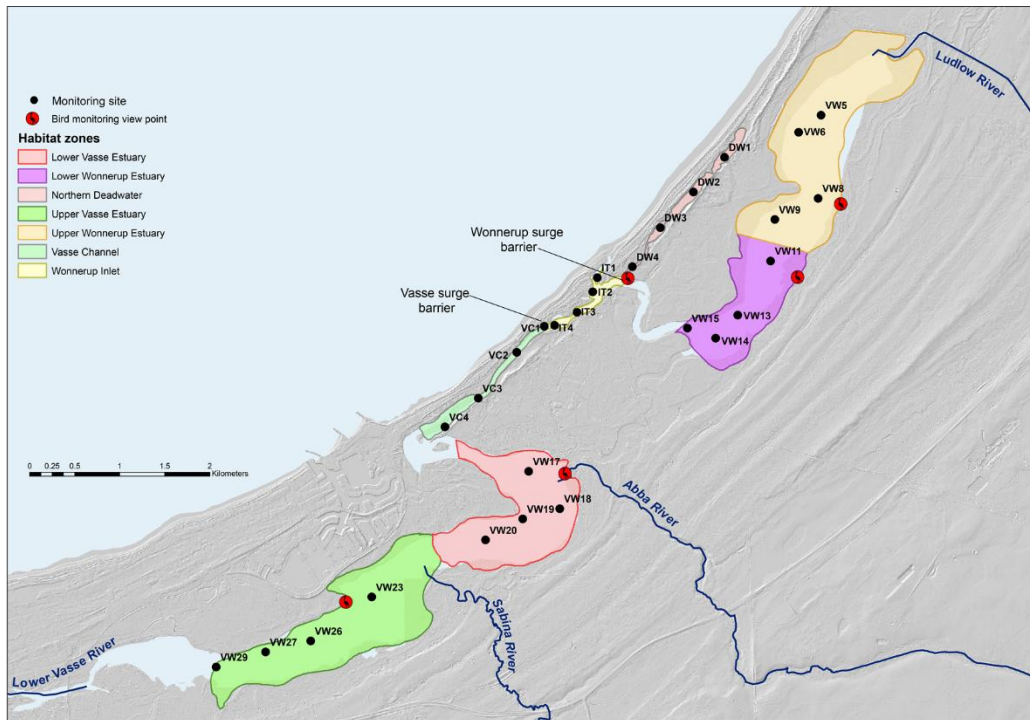 Monitoring site
Bird monitoring view point
Habitat zones
Lower Vasse Estuary
Lower Wonnerup Estuary
Northern Deadwater
Upper Vasse Estuary
Upper Wonnerup Estuary
Vasse Channel
Wonnerup Inlet
Ludlow River
VW5
VW6
DW1
DW2
VW8
VW9
DW3
Wonnerup surge
barrier
DW4
VW11
IT1
IT2
Vasse surge
barrier
IT3
VC1
IT4
VW13
VW15
VW14
VC2
VC3
VC4
0 0.25 0.5 1 1.5 2
Kilometers
VW17
Abba River
VW18
VW19
VW20
VW23
Sabina River
VW26
VW27
VW29
Lower Vasse River